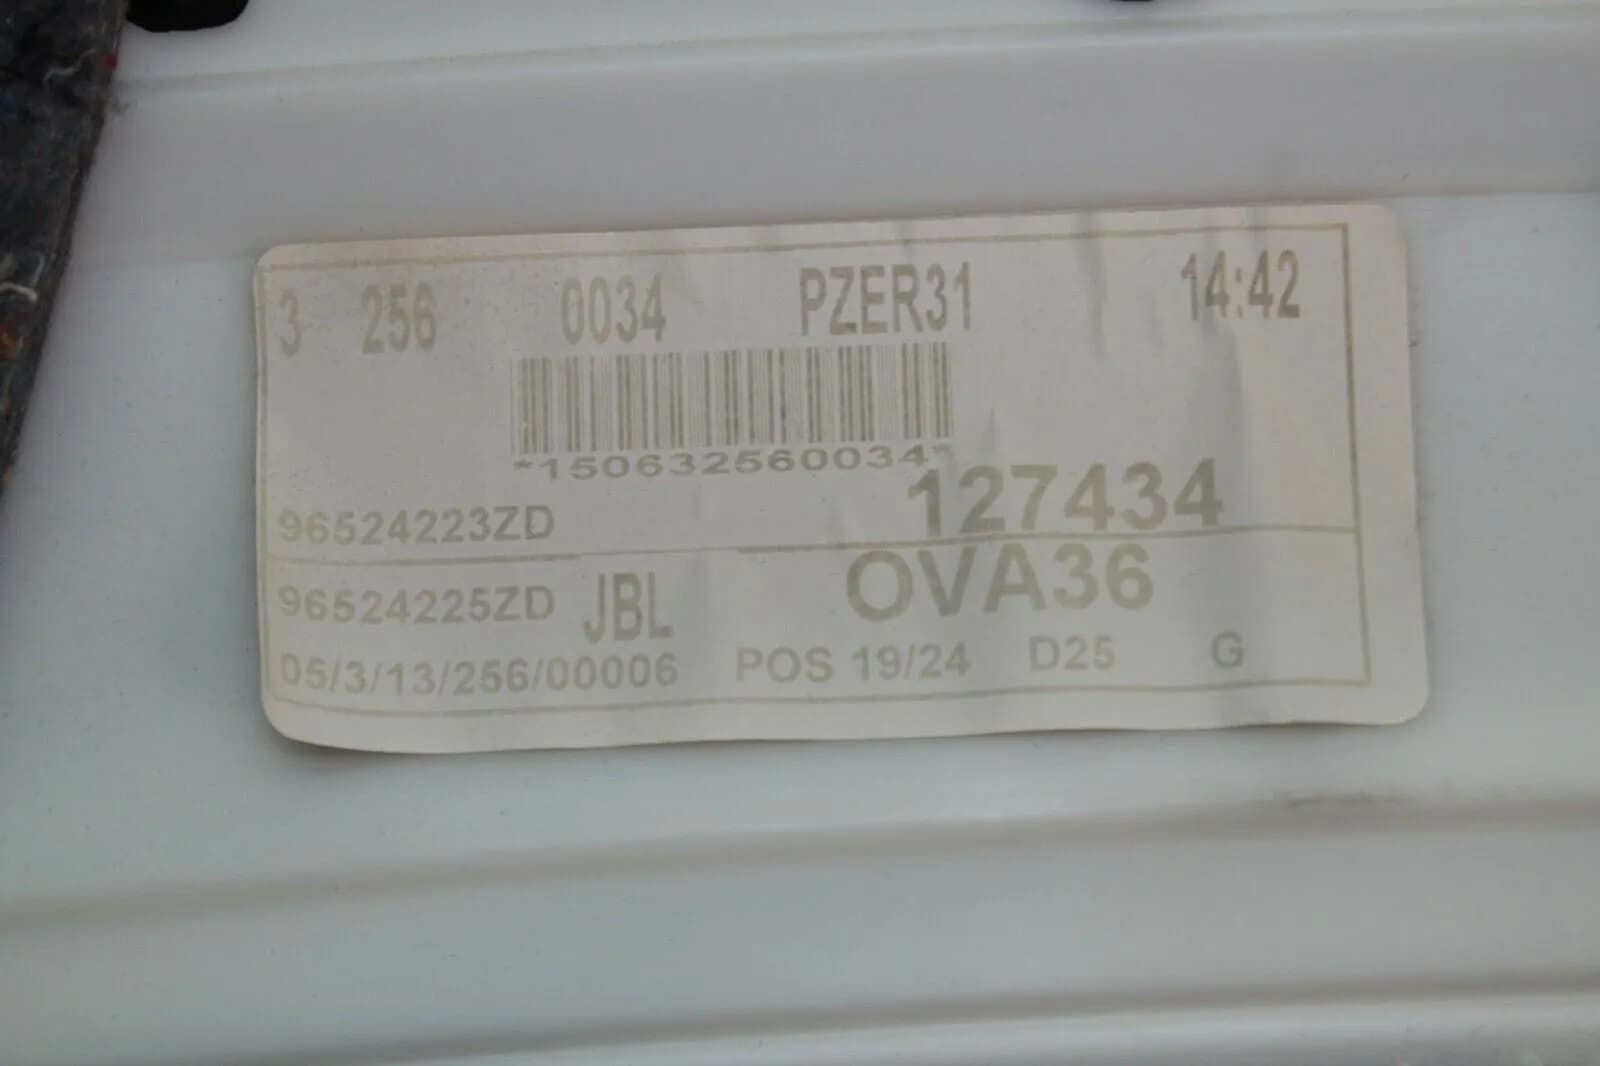 3 256 0034 PZER31 14:42
*150632560034*
127434
96524223ZD
96524225ZD JBL OVA36
05/3/13/256/00006 POS 19/24 D25 G